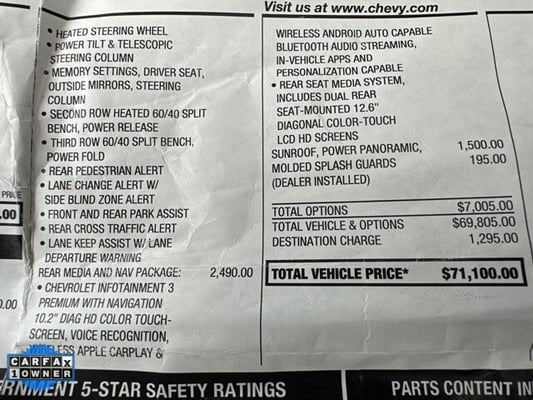 Visit us at www.chevy.com
• HEATED STEERING WHEEL
• POWER TILT & TELESCOPIC
STEERING COLUMN
• MEMORY SETTINGS, DRIVER SEAT,
OUTSIDE MIRRORS, STEERING
COLUMN
• SECOND ROW HEATED 60/40 SPLIT
BENCH, POWER RELEASE
• THIRD ROW 60/40 SPLIT BENCH,
POWER FOLD
• REAR PEDESTRIAN ALERT
• LANE CHANGE ALERT W/
SIDE BLIND ZONE ALERT
• FRONT AND REAR PARK ASSIST
• REAR CROSS TRAFFIC ALERT
• LANE KEEP ASSIST W/ LANE
DEPARTURE WARNING
REAR MEDIA AND NAV PACKAGE: 2,490.00
• CHEVROLET INFOTAINMENT 3
PREMIUM WITH NAVIGATION
10.2" DIAG HD COLOR TOUCH-
SCREEN, VOICE RECOGNITION,
APPLE CARPLAY &
WIRELESS ANDROID AUTO CAPABLE
BLUETOOTH AUDIO STREAMING,
IN-VEHICLE APPS AND
PERSONALIZATION CAPABLE
• REAR SEAT MEDIA SYSTEM,
INCLUDES DUAL REAR
SEAT-MOUNTED 12.6"
DIAGONAL COLOR-TOUCH
LCD HD SCREENS
SUNROOF, POWER PANORAMIC, 1,500.00
MOLDED SPLASH GUARDS 195.00
(DEALER INSTALLED)
TOTAL OPTIONS $7,005.00
TOTAL VEHICLE & OPTIONS $69,805.00
DESTINATION CHARGE 1,295.00
TOTAL VEHICLE PRICE* $71,100.00
PRICE
.00
0.00
CARFAX
1 OWNER
RNMENT 5-STAR SAFETY RATINGS
PARTS CONTENT IN